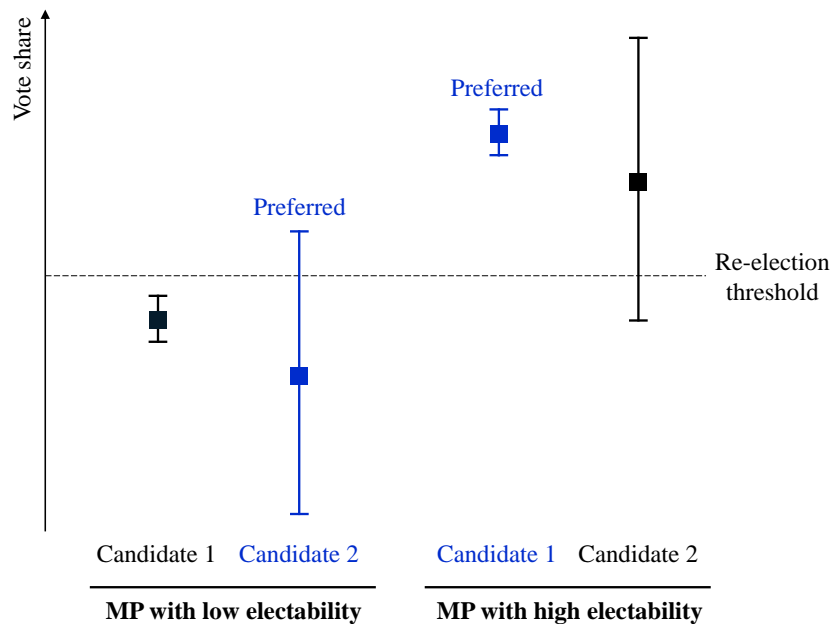 Vote share
Preferred
Preferred
Re-election
threshold
Candidate 1 Candidate 2 Candidate 1 Candidate 2
MP with low electability MP with high electability